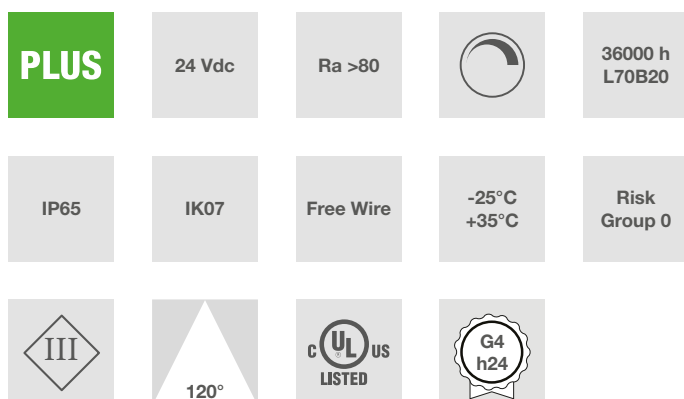 PLUS
24 Vdc
Ra >80
36000 h
L70B20
IP65
IK07
Free Wire
-25°C
+35°C
Risk
Group 0
III
120°
C UL US
®
LISTED
G4
h24